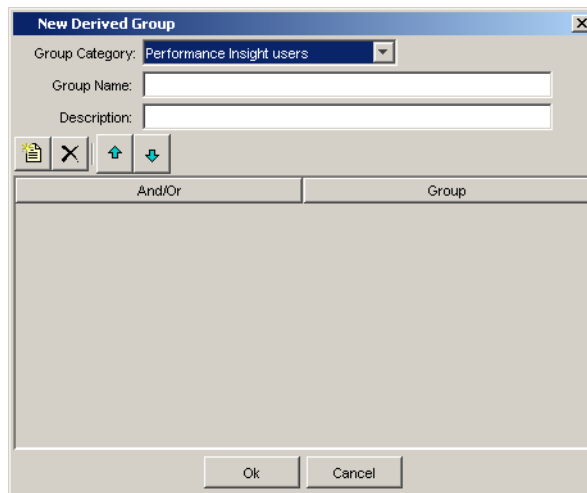 New Derived Group
Group Category: Performance Insight users
Group Name:
Description:
And/Or Group
Ok Cancel